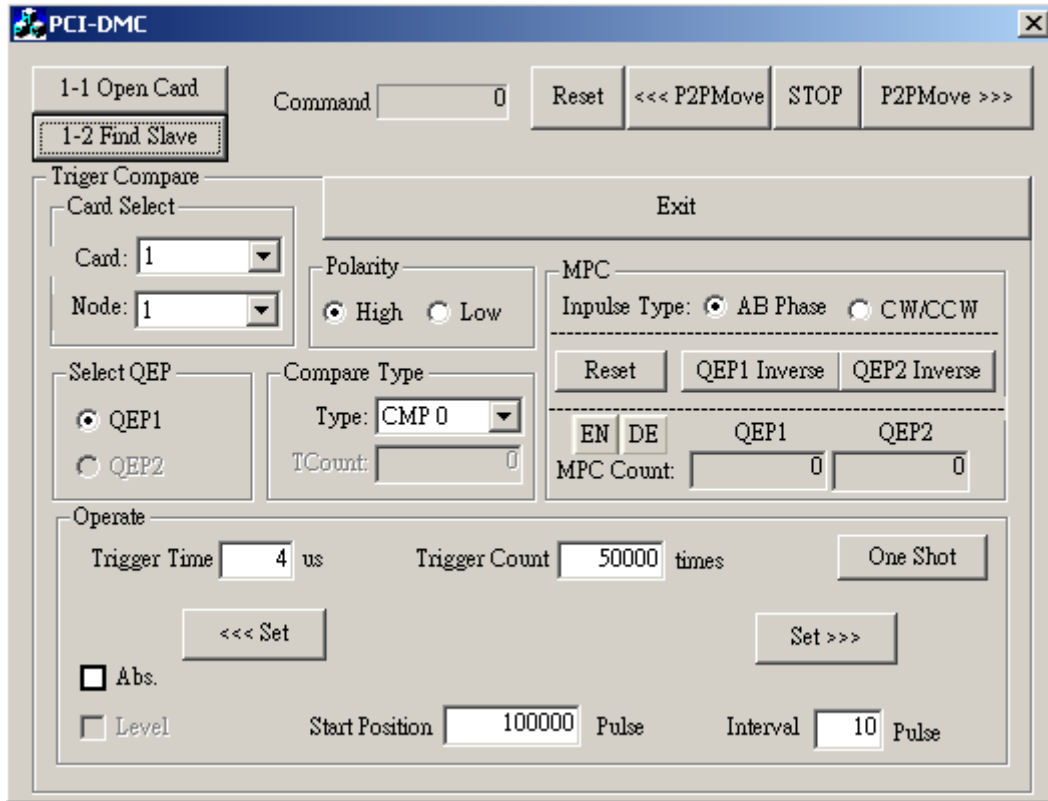 PCI-DMC
1-1 Open Card
Command 0 Reset <<< P2PMove STOP P2PMove >>>
1-2 Find Slave
Triger Compare
Exit
Card Select
Card: 1
Node: 1
Polarity
High Low
MPC
Inpulse Type: AB Phase CW/CCW
Reset QEP1 Inverse QEP2 Inverse
EN DE QEP1 QEP2
MPC Count: 0 0
Select QEP
QEP1
QEP2
Compare Type
Type: CMP 0
TCount: 0
Operate
Trigger Time 4 us Trigger Count 50000 times One Shot
<<< Set Set >>>
Abs.
Level Start Position 100000 Pulse Interval 10 Pulse